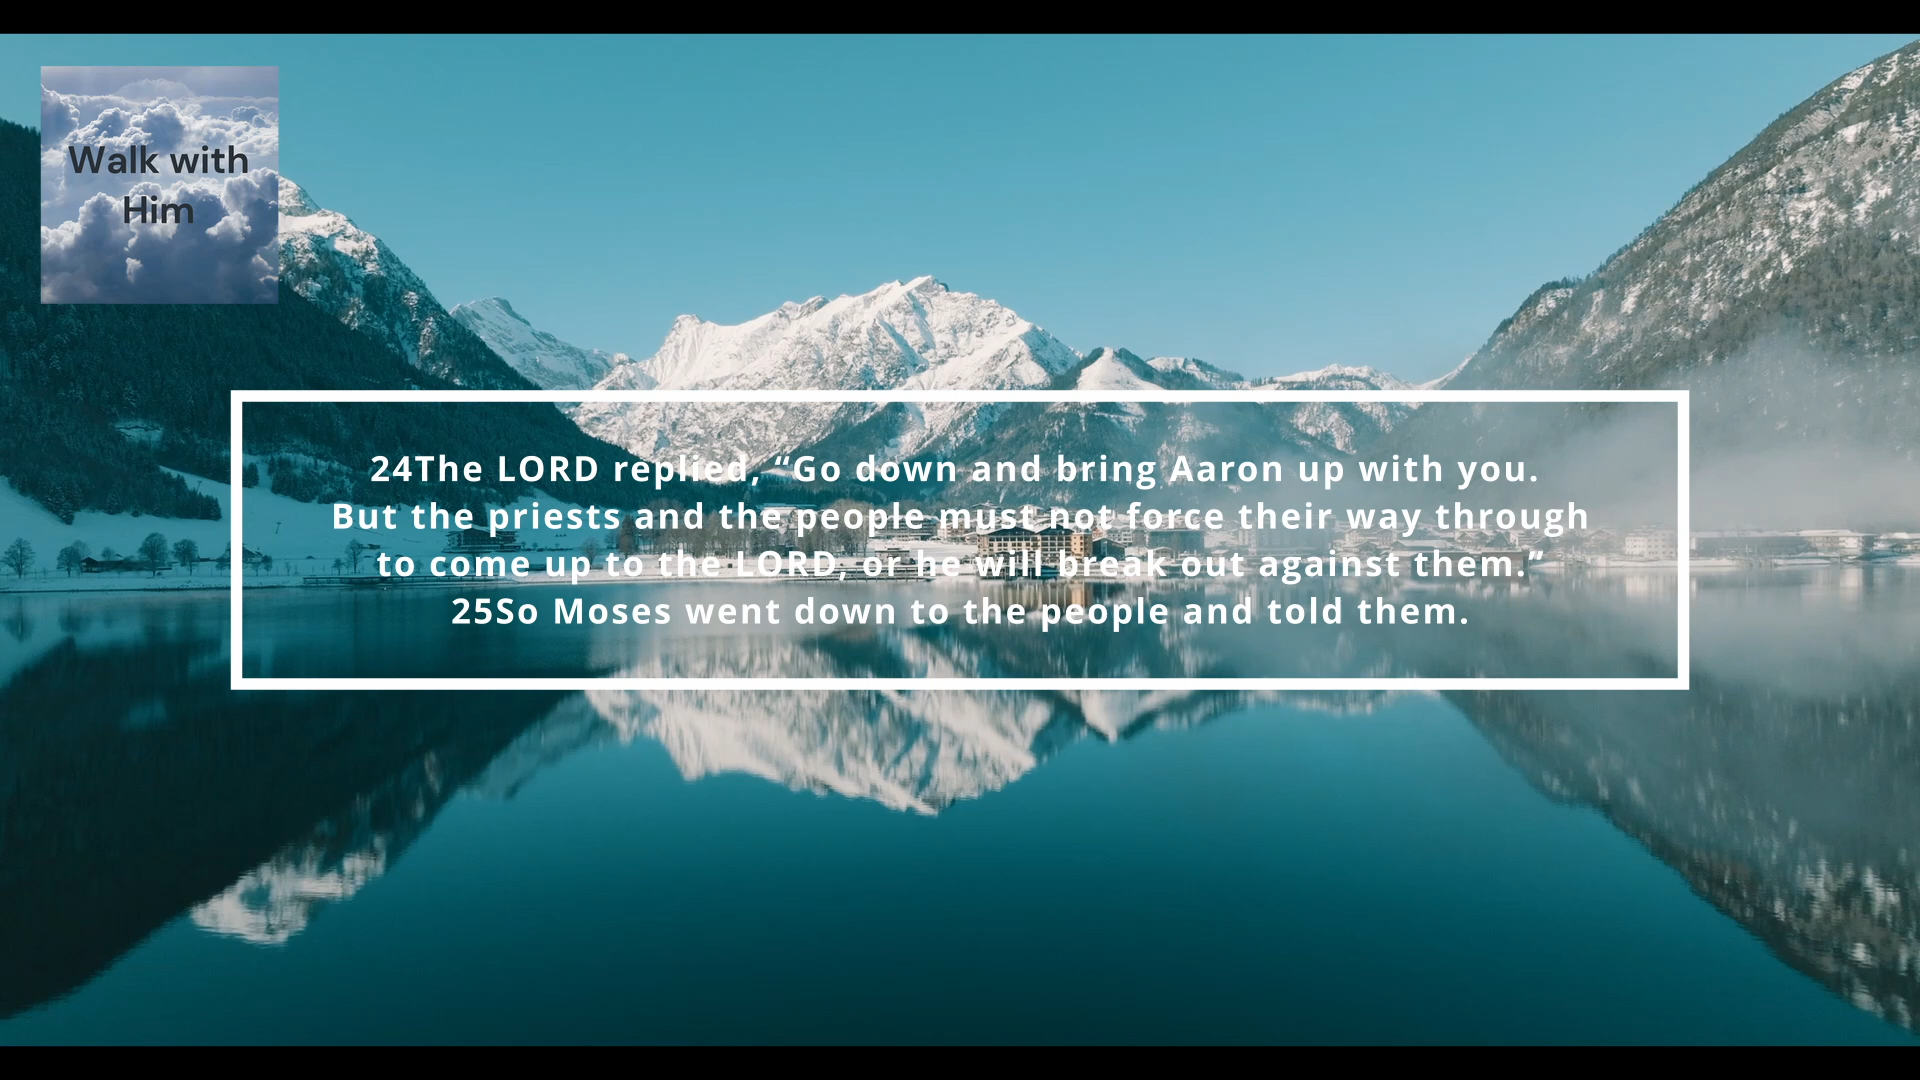 Walk with
Him
24The LORD replied, “Go down and bring Aaron up with you.
But the priests and the people must not force their way through
to come up to the LORD, or he will break out against them.”
25So Moses went down to the people and told them.